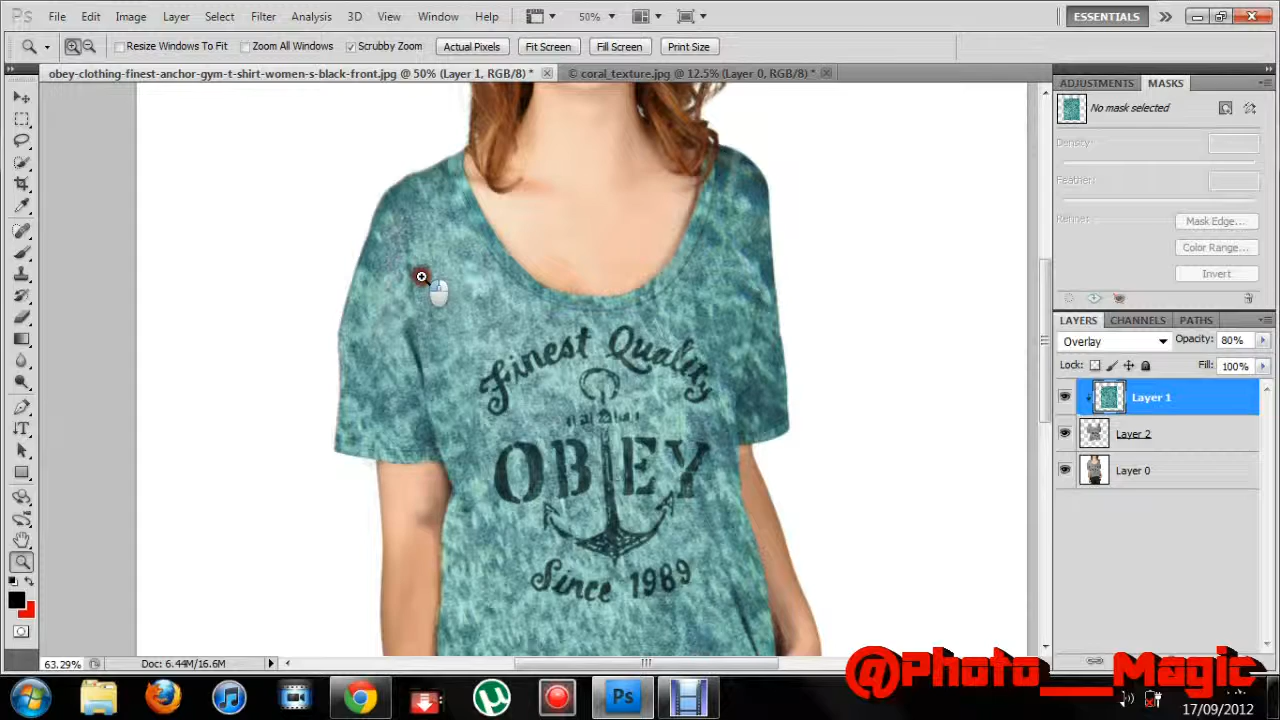 Ps File Edit Image Layer Select Filter Analysis 3D View Window Help 50% ESSENTIALS
Resize Windows To Fit Zoom All Windows Scrubby Zoom Actual Pixels Fit Screen Fill Screen Print Size
obey-clothing-finest-anchor-gym-t-shirt-women-s-black-front.jpg @ 50% (Layer 1, RGB/8) *
© coral_texture.jpg @ 12.5% (Layer 0, RGB/8) *
ADJUSTMENTS MASKS
No mask selected
Density:
Feather:
Refine:
Mask Edge...
Color Range...
Invert
LAYERS CHANNELS PATHS
Overlay Opacity: 80%
Lock: Fill: 100%
Layer 1
Layer 2
Layer 0
Finest Quality
OBEY
Since 1989
63.29% Doc: 6.44M/16.6M
@Photo__Magic
Ps
17/09/2012